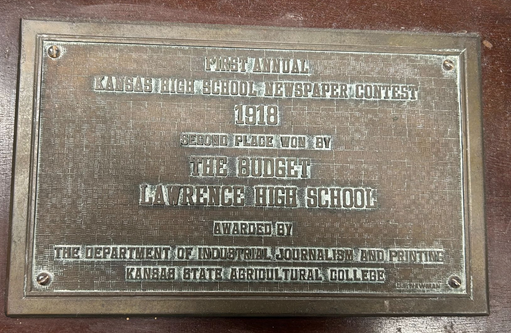 FIRST ANNUAL
KANSAS HIGH SCHOOL NEWSPAPER CONTEST
1918
SECOND PLACE WON BY
THE BUDGET
LAWRENCE HIGH SCHOOL
AWARDED BY
THE DEPARTMENT OF INDUSTRIAL JOURNALISM AND PRINTING
KANSAS STATE AGRICULTURAL COLLEGE
NEWMAN